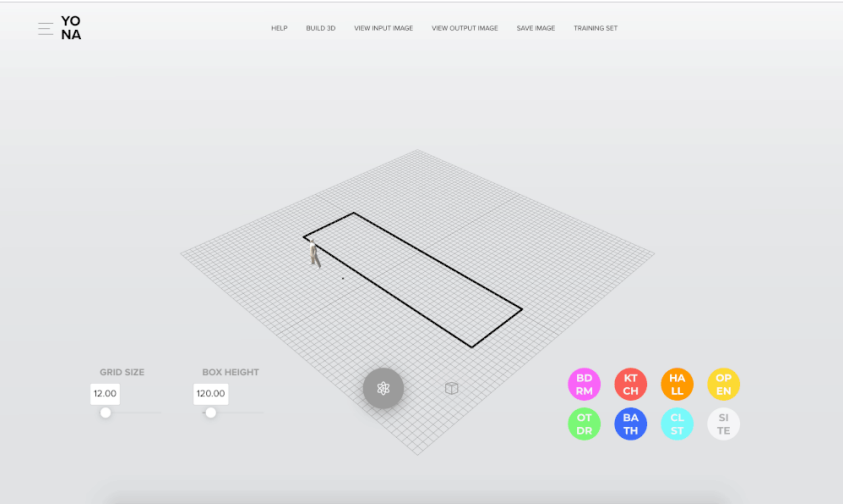 YO
NA
HELP BUILD 3D VIEW INPUT IMAGE VIEW OUTPUT IMAGE SAVE IMAGE TRAINING SET
GRID SIZE BOX HEIGHT
12.00 120.00
BD
RM
KT
CH
HA
LL
OP
EN
OT
DR
BA
TH
CL
ST
SI
TE